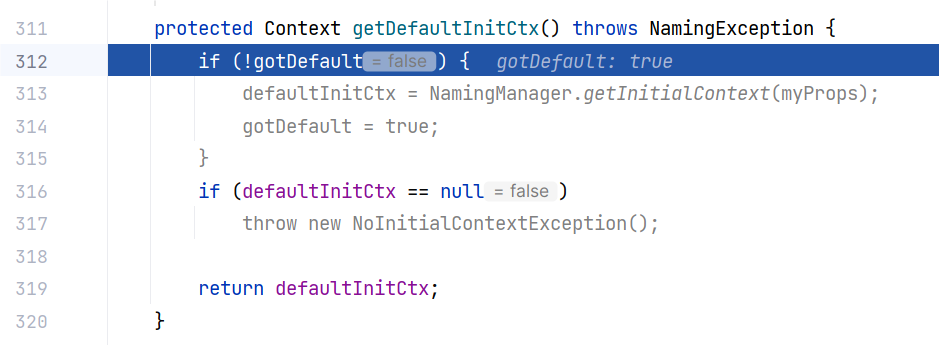 311 protected Context getDefaultInitCtx() throws NamingException {
312 if (!gotDefault = false ) { gotDefault: true
313 defaultInitCtx = NamingManager.getInitialContext(myProps);
314 gotDefault = true;
315 }
316 if (defaultInitCtx == null = false )
317 throw new NoInitialContextException();
318
319 return defaultInitCtx;
320 }